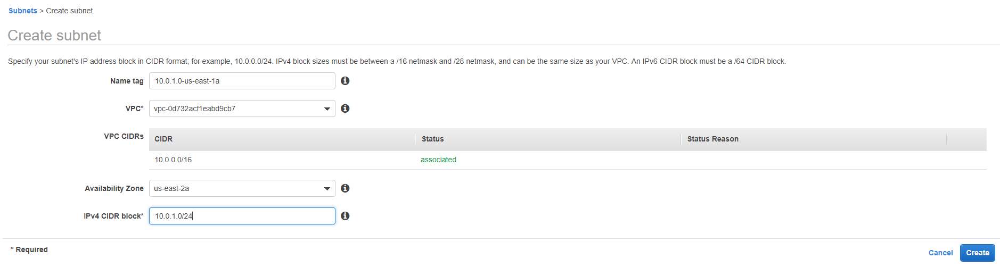 Subnets > Create subnet
Create subnet
Specify your subnet's IP address block in CIDR format; for example, 10.0.0.0/24. IPv4 block sizes must be between a /16 netmask and /28 netmask, and can be the same size as your VPC. An IPv6 CIDR block must be a /64 CIDR block.
Name tag 10.0.1.0-us-east-1a
VPC* vpc-0d732acf1eabd9cb7
VPC CIDRs CIDR Status Status Reason
10.0.0.0/16 associated
Availability Zone us-east-2a
IPv4 CIDR block* 10.0.1.0/24
* Required
Cancel Create